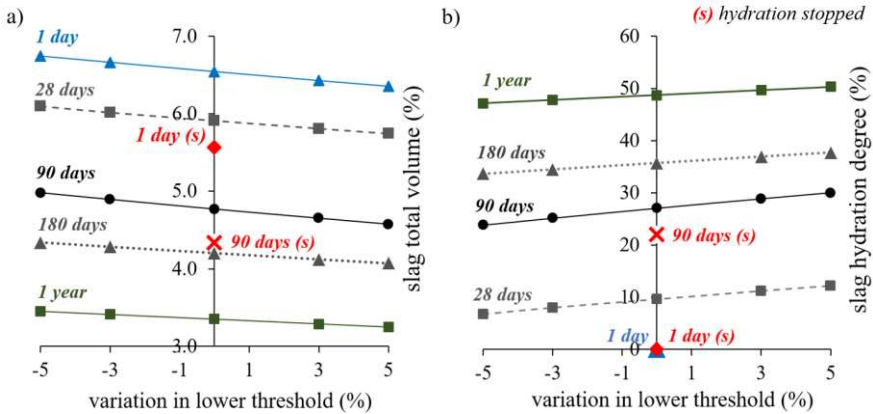 a)
7.0
6.0
5.0
4.0
3.0
1 day
28 days
1 day (s)
90 days
180 days
90 days (s)
1 year
slag total volume (%)
-5 -3 -1 1 3 5
variation in lower threshold (%)
b)
(s) hydration stopped
60
50
40
30
20
10
0
1 year
180 days
90 days
90 days (s)
28 days
1 day 1 day (s)
slag hydration degree (%)
-5 -3 -1 1 3 5
variation in lower threshold (%)